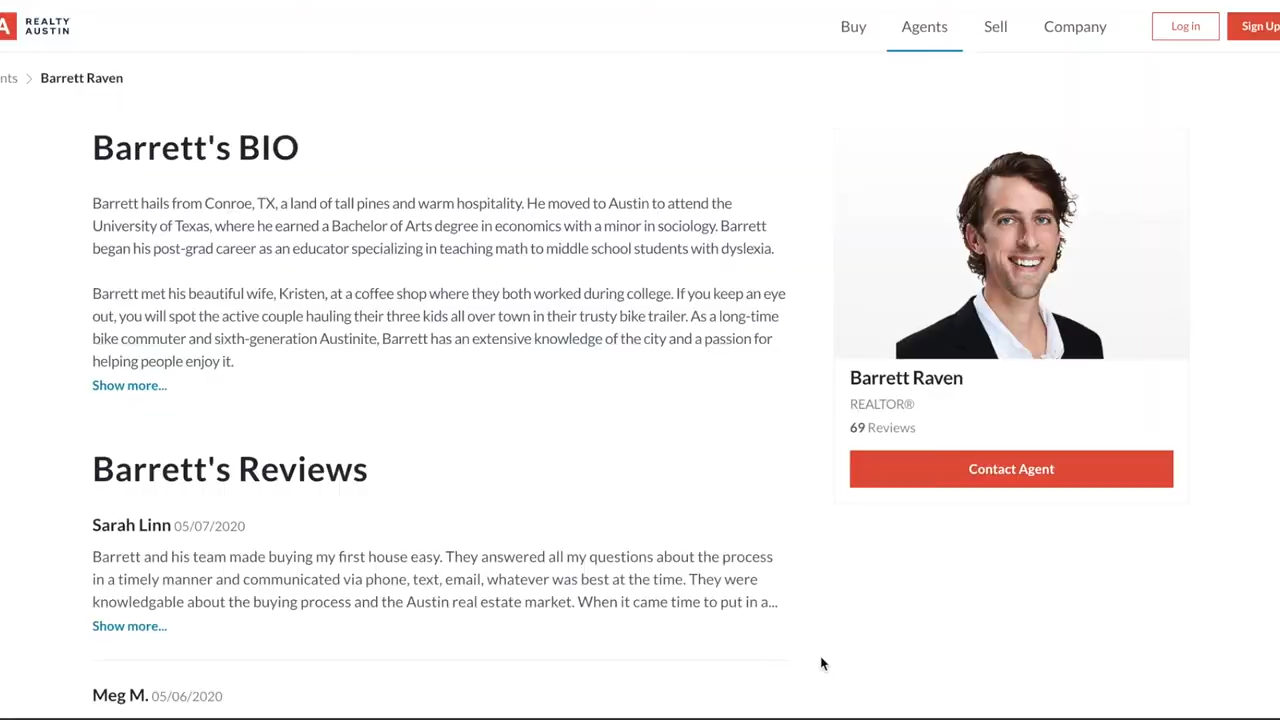 A REALTY
AUSTIN
Buy Agents Sell Company Log in Sign Up
nts > Barrett Raven
Barrett's BIO
Barrett hails from Conroe, TX, a land of tall pines and warm hospitality. He moved to Austin to attend the
University of Texas, where he earned a Bachelor of Arts degree in economics with a minor in sociology. Barrett
began his post-grad career as an educator specializing in teaching math to middle school students with dyslexia.
Barrett met his beautiful wife, Kristen, at a coffee shop where they both worked during college. If you keep an eye
out, you will spot the active couple hauling their three kids all over town in their trusty bike trailer. As a long-time
bike commuter and sixth-generation Austinite, Barrett has an extensive knowledge of the city and a passion for
helping people enjoy it.
Show more...
Barrett Raven
REALTOR®
69 Reviews
Contact Agent
Barrett's Reviews
Sarah Linn 05/07/2020
Barrett and his team made buying my first house easy. They answered all my questions about the process
in a timely manner and communicated via phone, text, email, whatever was best at the time. They were
knowledgable about the buying process and the Austin real estate market. When it came time to put in a...
Show more...
Meg M. 05/06/2020